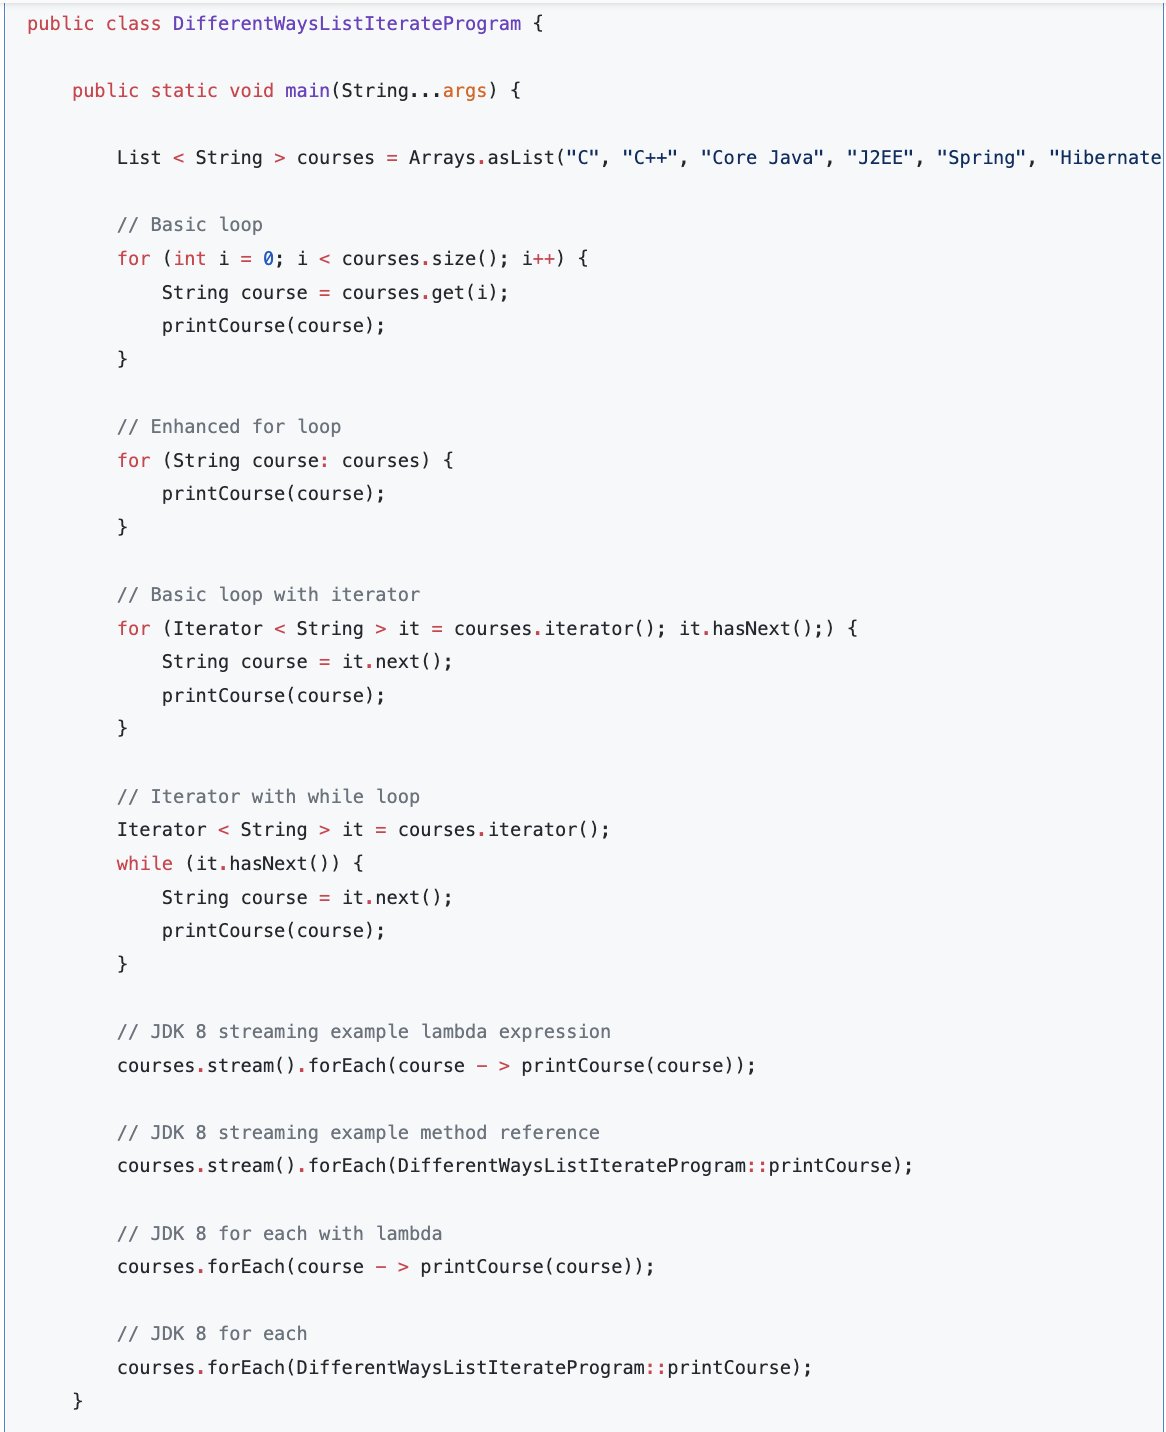 public class DifferentWaysListIterateProgram {
public static void main(String...args) {
List < String > courses = Arrays.asList("C", "C++", "Core Java", "J2EE", "Spring", "Hibernate
// Basic loop
for (int i = 0; i < courses.size(); i++) {
String course = courses.get(i);
printCourse(course);
}
// Enhanced for loop
for (String course: courses) {
printCourse(course);
}
// Basic loop with iterator
for (Iterator < String > it = courses.iterator(); it.hasNext();) {
String course = it.next();
printCourse(course);
}
// Iterator with while loop
Iterator < String > it = courses.iterator();
while (it.hasNext()) {
String course = it.next();
printCourse(course);
}
// JDK 8 streaming example lambda expression
courses.stream().forEach(course - > printCourse(course));
// JDK 8 streaming example method reference
courses.stream().forEach(DifferentWaysListIterateProgram::printCourse);
// JDK 8 for each with lambda
courses.forEach(course - > printCourse(course));
// JDK 8 for each
courses.forEach(DifferentWaysListIterateProgram::printCourse);
}